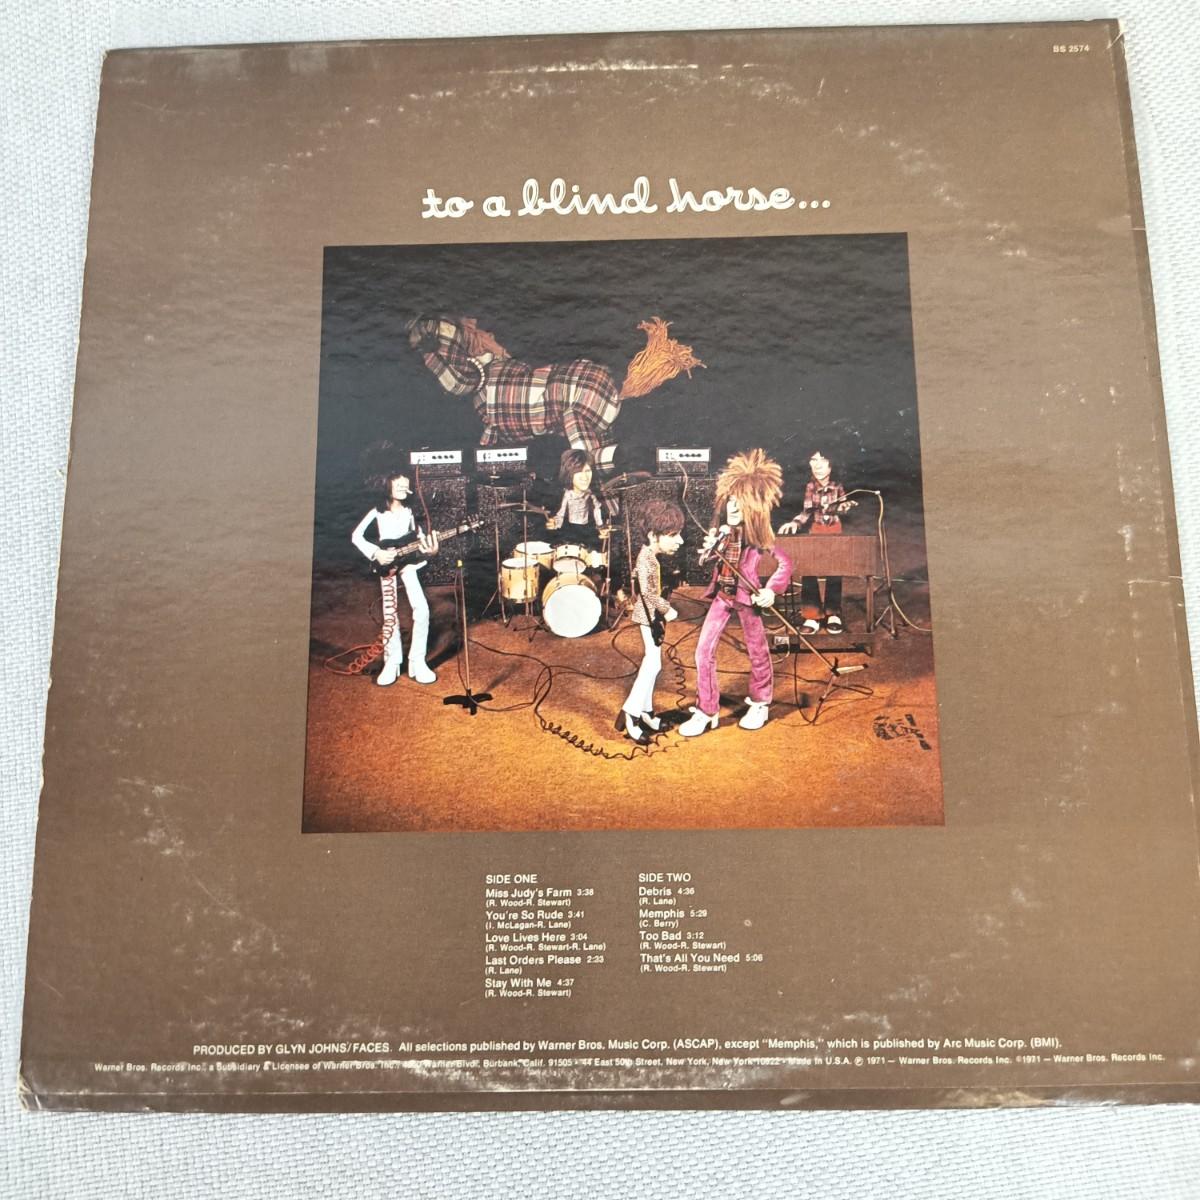 BS 2574
to a blind horse...
SIDE ONE
Miss Judy's Farm 3:38
(R. Wood-R. Stewart)
You're So Rude 3:41
(I. McLagan-R. Lane)
Love Lives Here 3:04
(R. Wood-R. Stewart-R. Lane)
Last Orders Please 2:33
(R. Lane)
Stay With Me 4:37
(R. Wood-R. Stewart)
SIDE TWO
Debris 4:36
(R. Lane)
Memphis 5:29
(C. Berry)
Too Bad 3:12
(R. Wood-R. Stewart)
That's All You Need 5:06
(R. Wood-R. Stewart)
PRODUCED BY GLYN JOHNS/FACES. All selections published by Warner Bros. Music Corp. (ASCAP), except "Memphis," which is published by Arc Music Corp. (BMI).
Warner Bros. Records Inc., a Subsidiary & Licensee of Warner Bros. Inc., Warner Blvd., Burbank, Calif. 91505 • 44 East 50th Street, New York, New York 10022 • Made in U.S.A. ℗ 1971 — Warner Bros. Records Inc. ©1971 — Warner Bros. Records Inc.